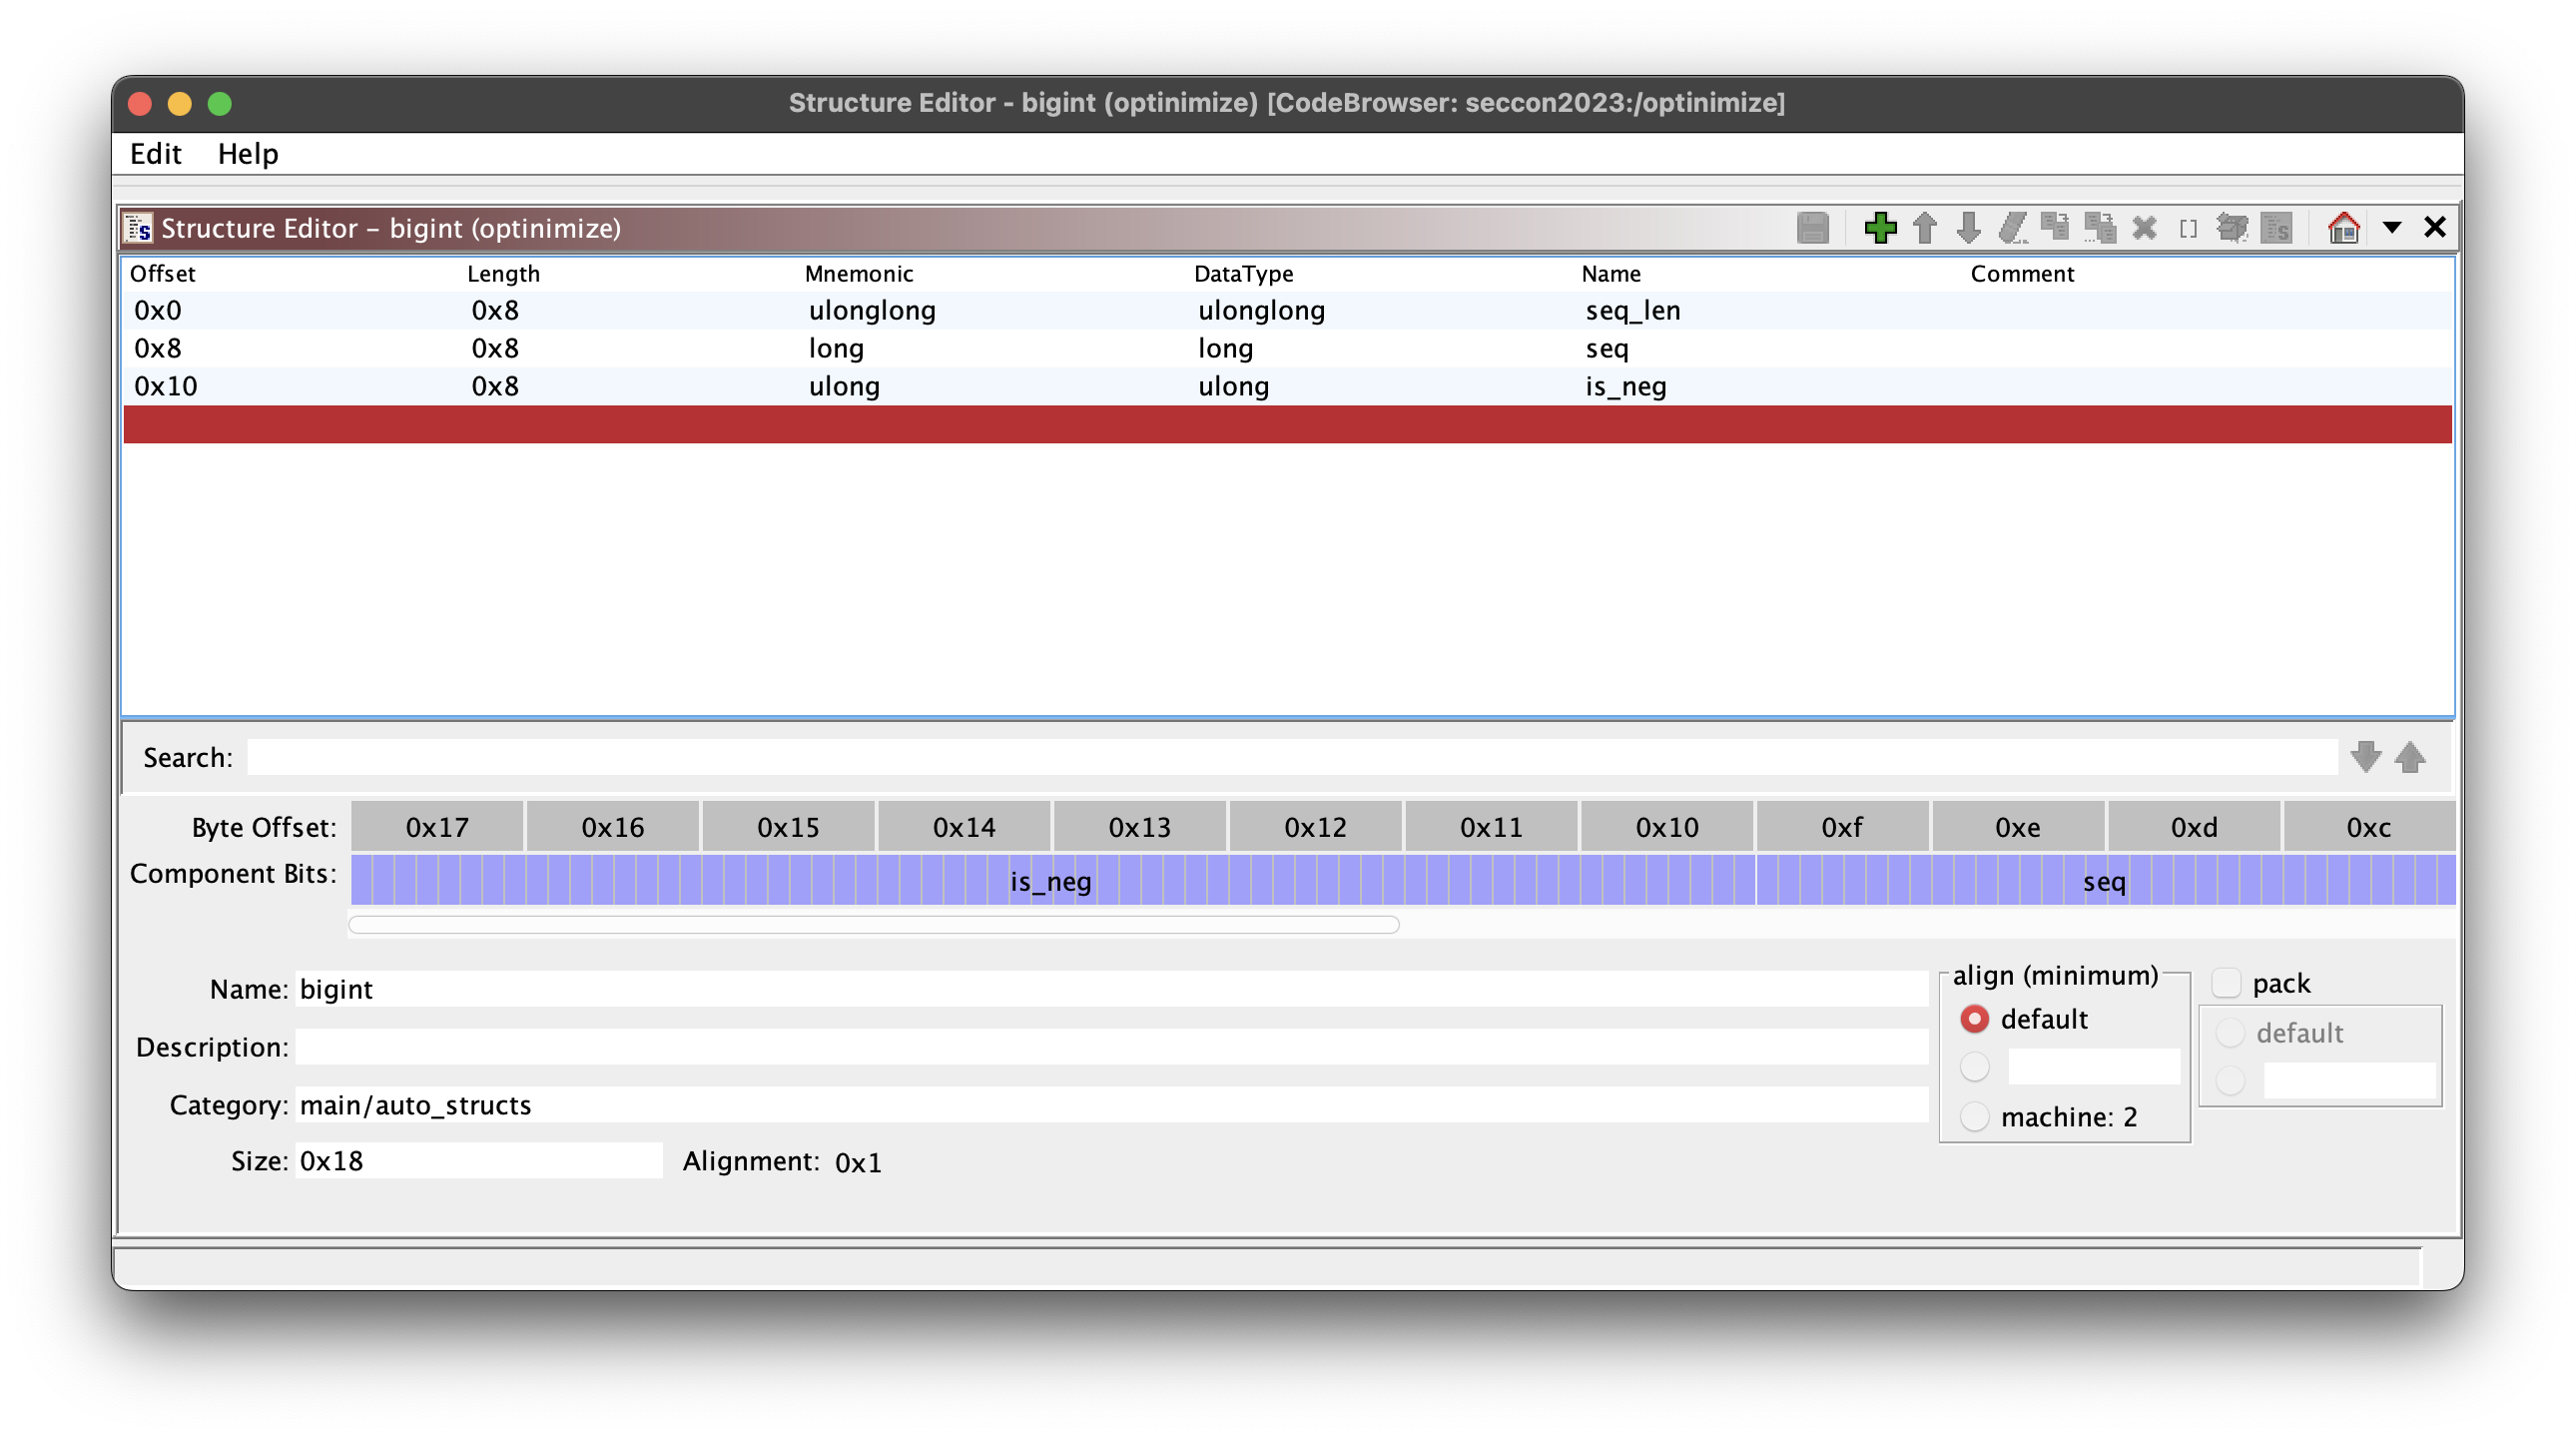 Structure Editor - bigint (optinimize) [CodeBrowser: seccon2023:/optinimize]
Edit Help
Structure Editor – bigint (optinimize)
Offset Length Mnemonic DataType Name Comment
0x0 0x8 ulonglong ulonglong seq_len
0x8 0x8 long long seq
0x10 0x8 ulong ulong is_neg
Search:
Byte Offset: 0x17 0x16 0x15 0x14 0x13 0x12 0x11 0x10 0xf 0xe 0xd 0xc
Component Bits: is_neg seq
Name: bigint
Description:
Category: main/auto_structs
Size: 0x18 Alignment: 0x1
align (minimum)
default
machine: 2
pack
default